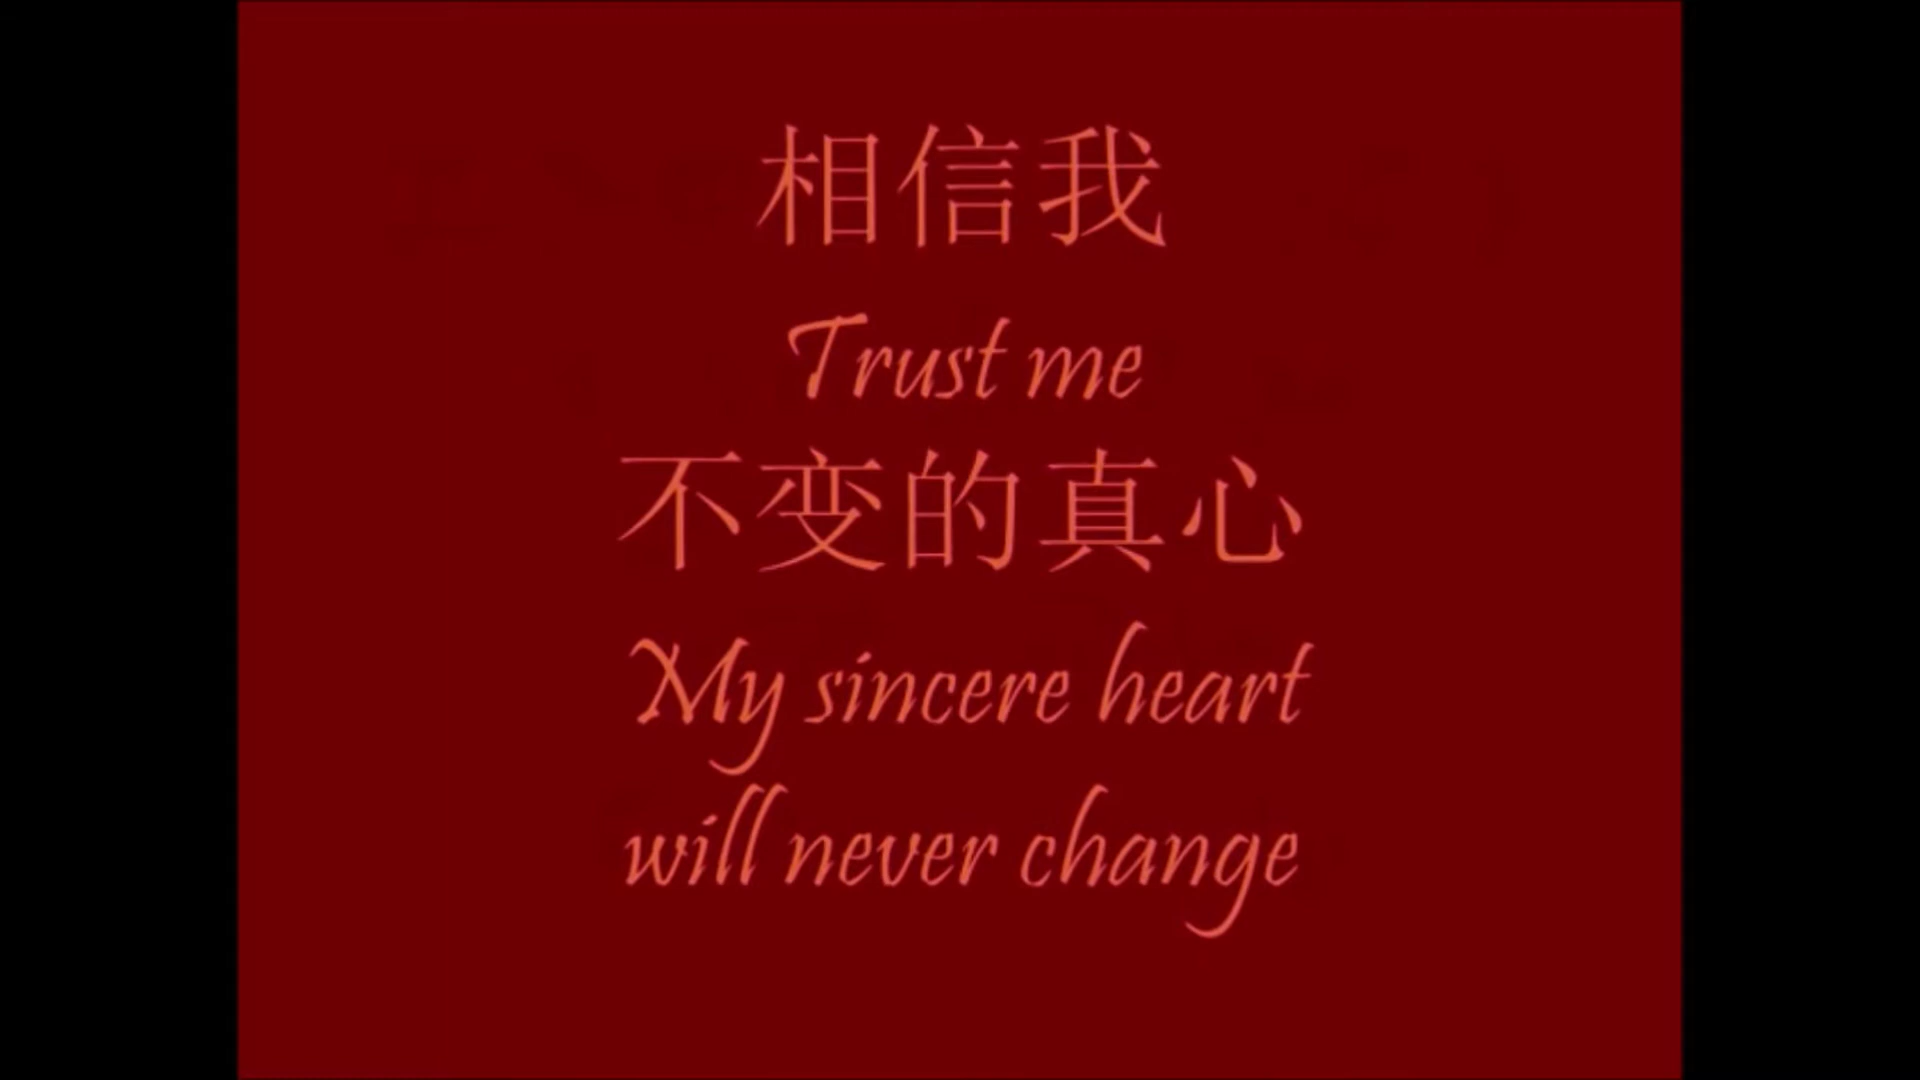 相信我
Trust me
不变的真心
My sincere heart
will never change